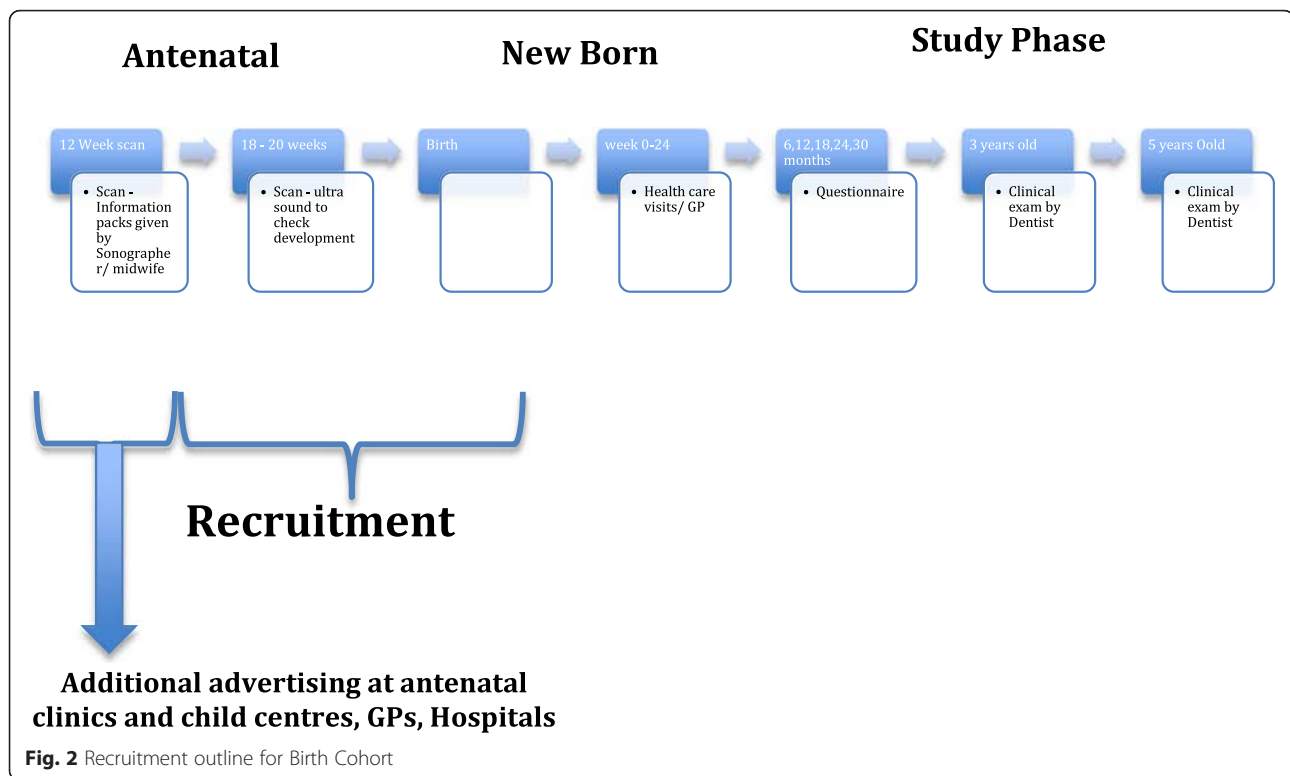 Antenatal
New Born
Study Phase
12 Week scan
• Scan -
Information
packs given
by
Sonographe
r/ midwife
18 - 20 weeks
• Scan - ultra
sound to
check
development
Birth
week 0-24
• Health care
visits/ GP
6,12,18,24,30
months
• Questionnaire
3 years old
• Clinical
exam by
Dentist
5 years Oold
• Clinical
exam by
Dentist
Recruitment
Additional advertising at antenatal
clinics and child centres, GPs, Hospitals
Fig. 2 Recruitment outline for Birth Cohort